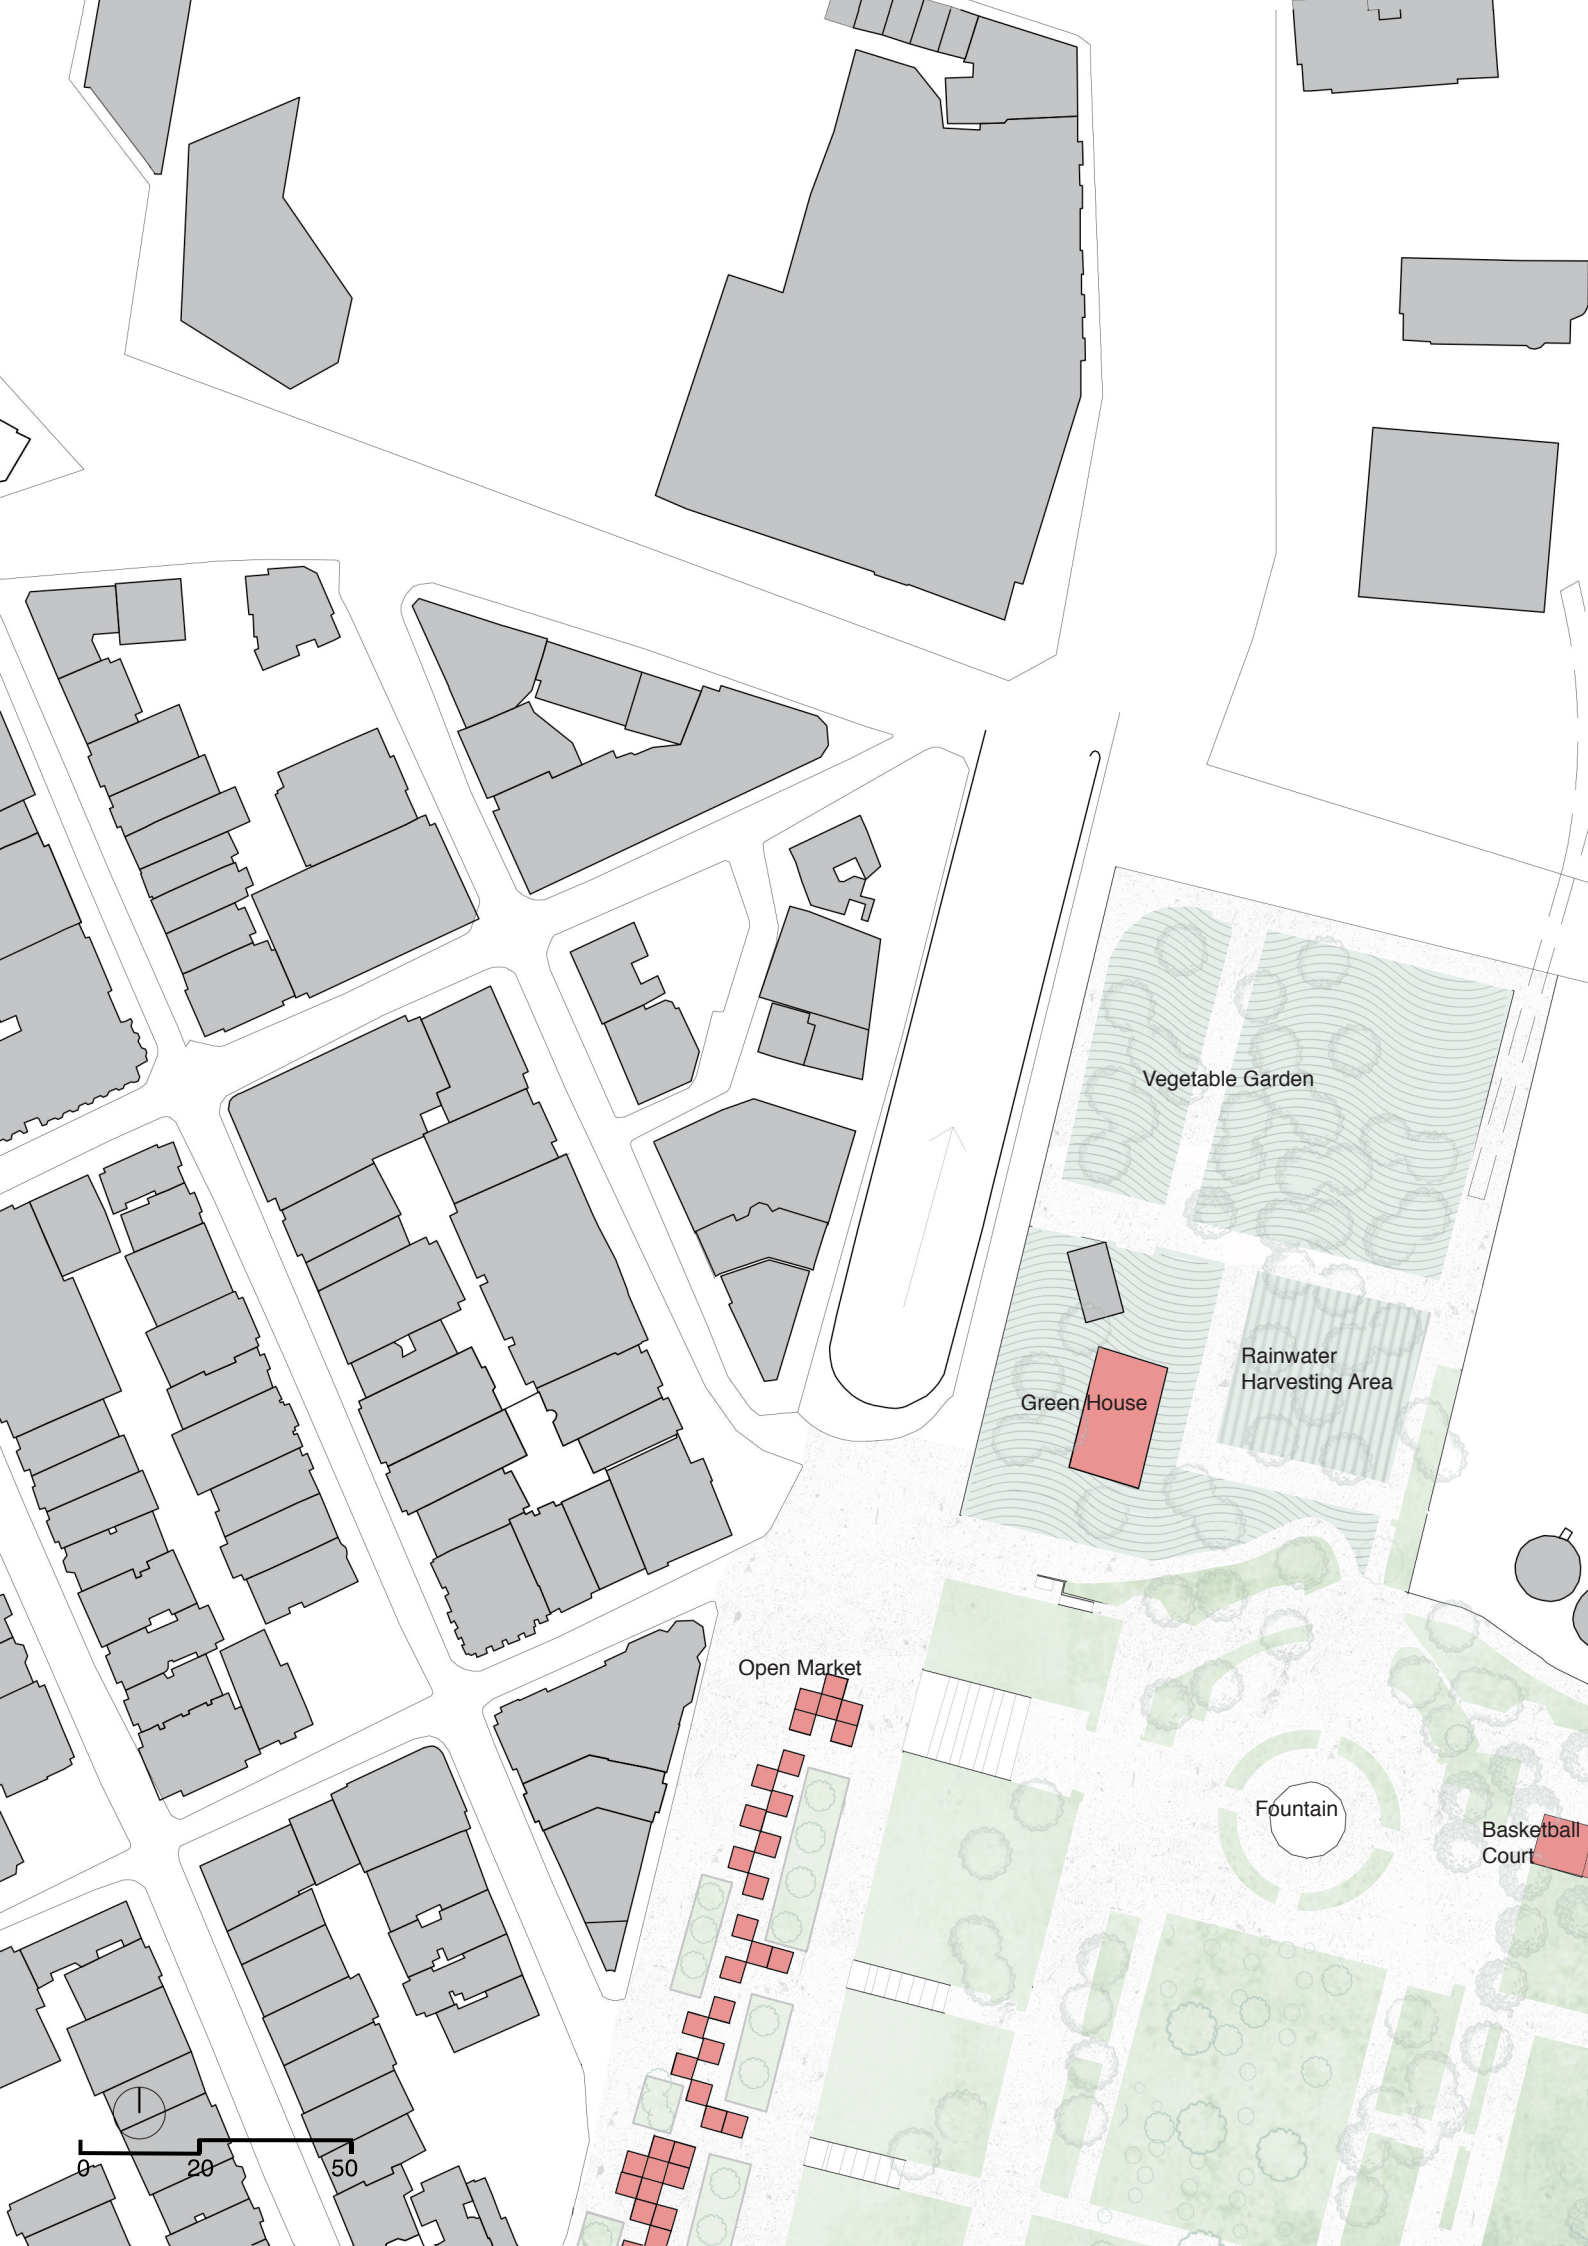 Vegetable Garden
Rainwater
Harvesting Area
Green House
Open Market
Fountain
Basketball
Court
0 20 50